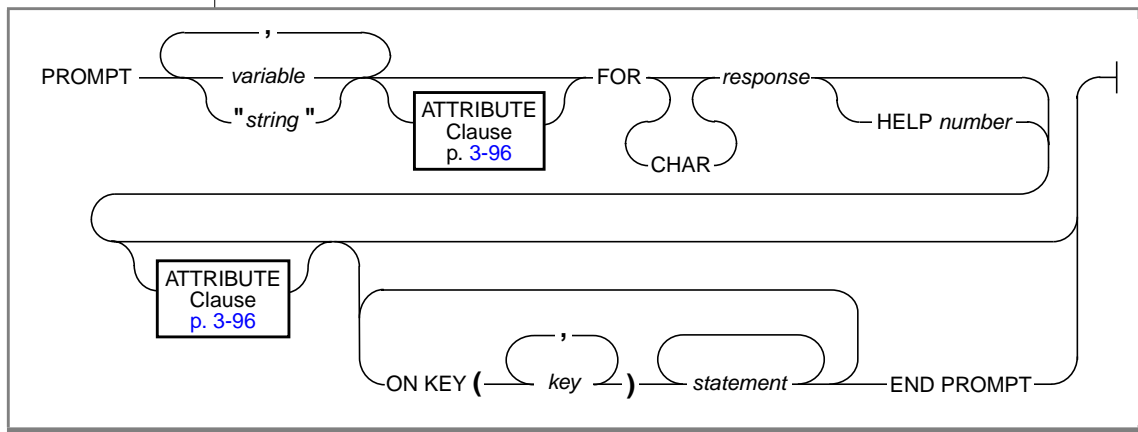 ,
PROMPT variable FOR response
"string" ATTRIBUTE Clause p. 3-96 CHAR HELP number
ATTRIBUTE
Clause
p. 3-96
,
ON KEY ( key ) statement END PROMPT